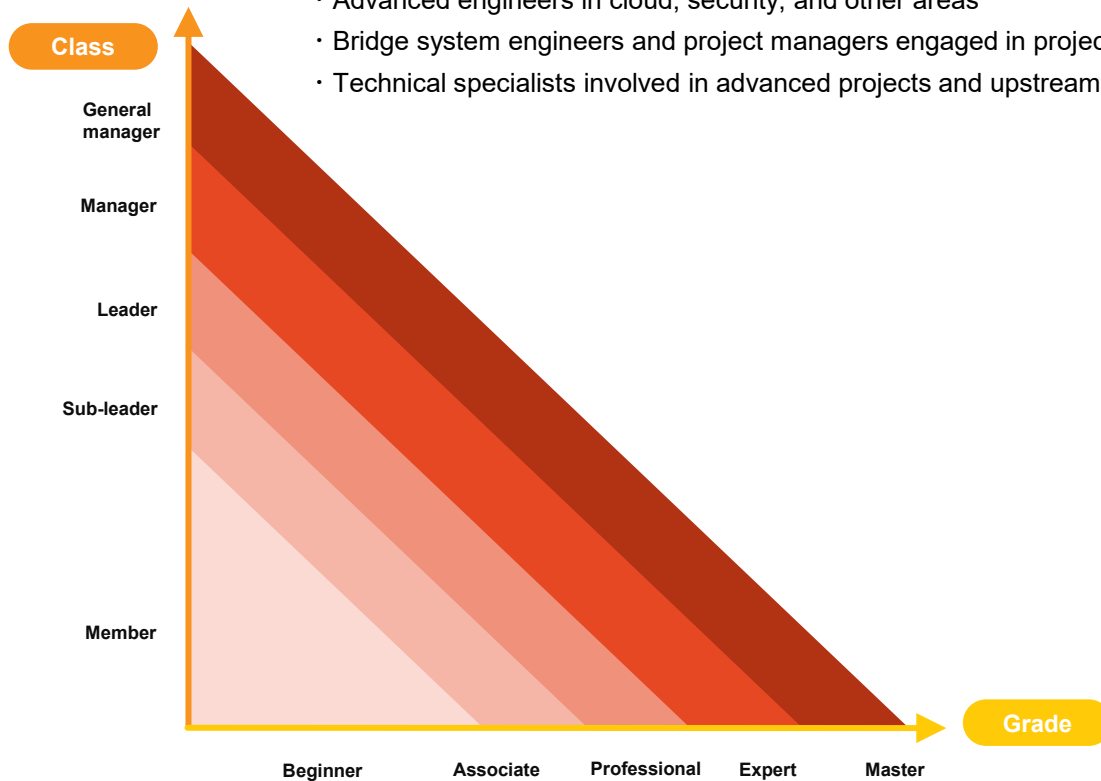 · Advanced engineers in cloud, security, and other areas
· Bridge system engineers and project managers engaged in
· Technical specialists involved in advanced projects and upstream
Class
General
manager
Manager
Leader
Sub-leader
Member
Grade
Beginner
Associate
Professional
Expert
Master